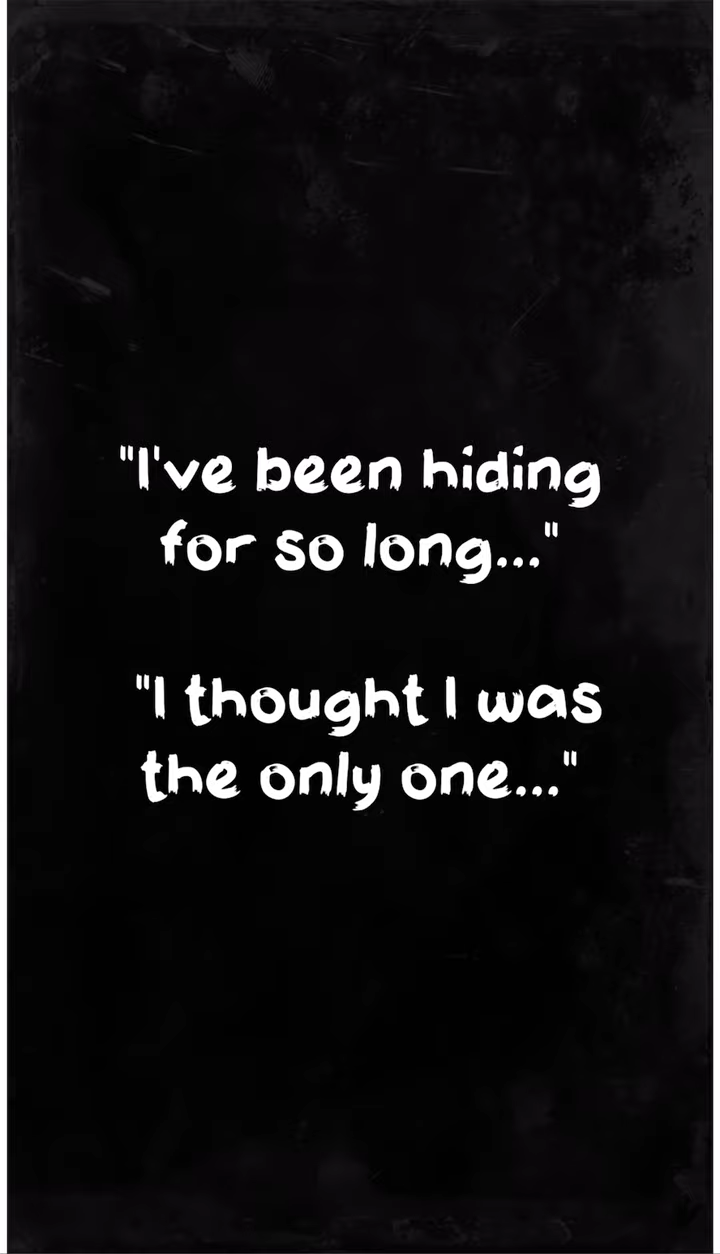 "I've been hiding
for so long..."
"I thought I was
the only one..."